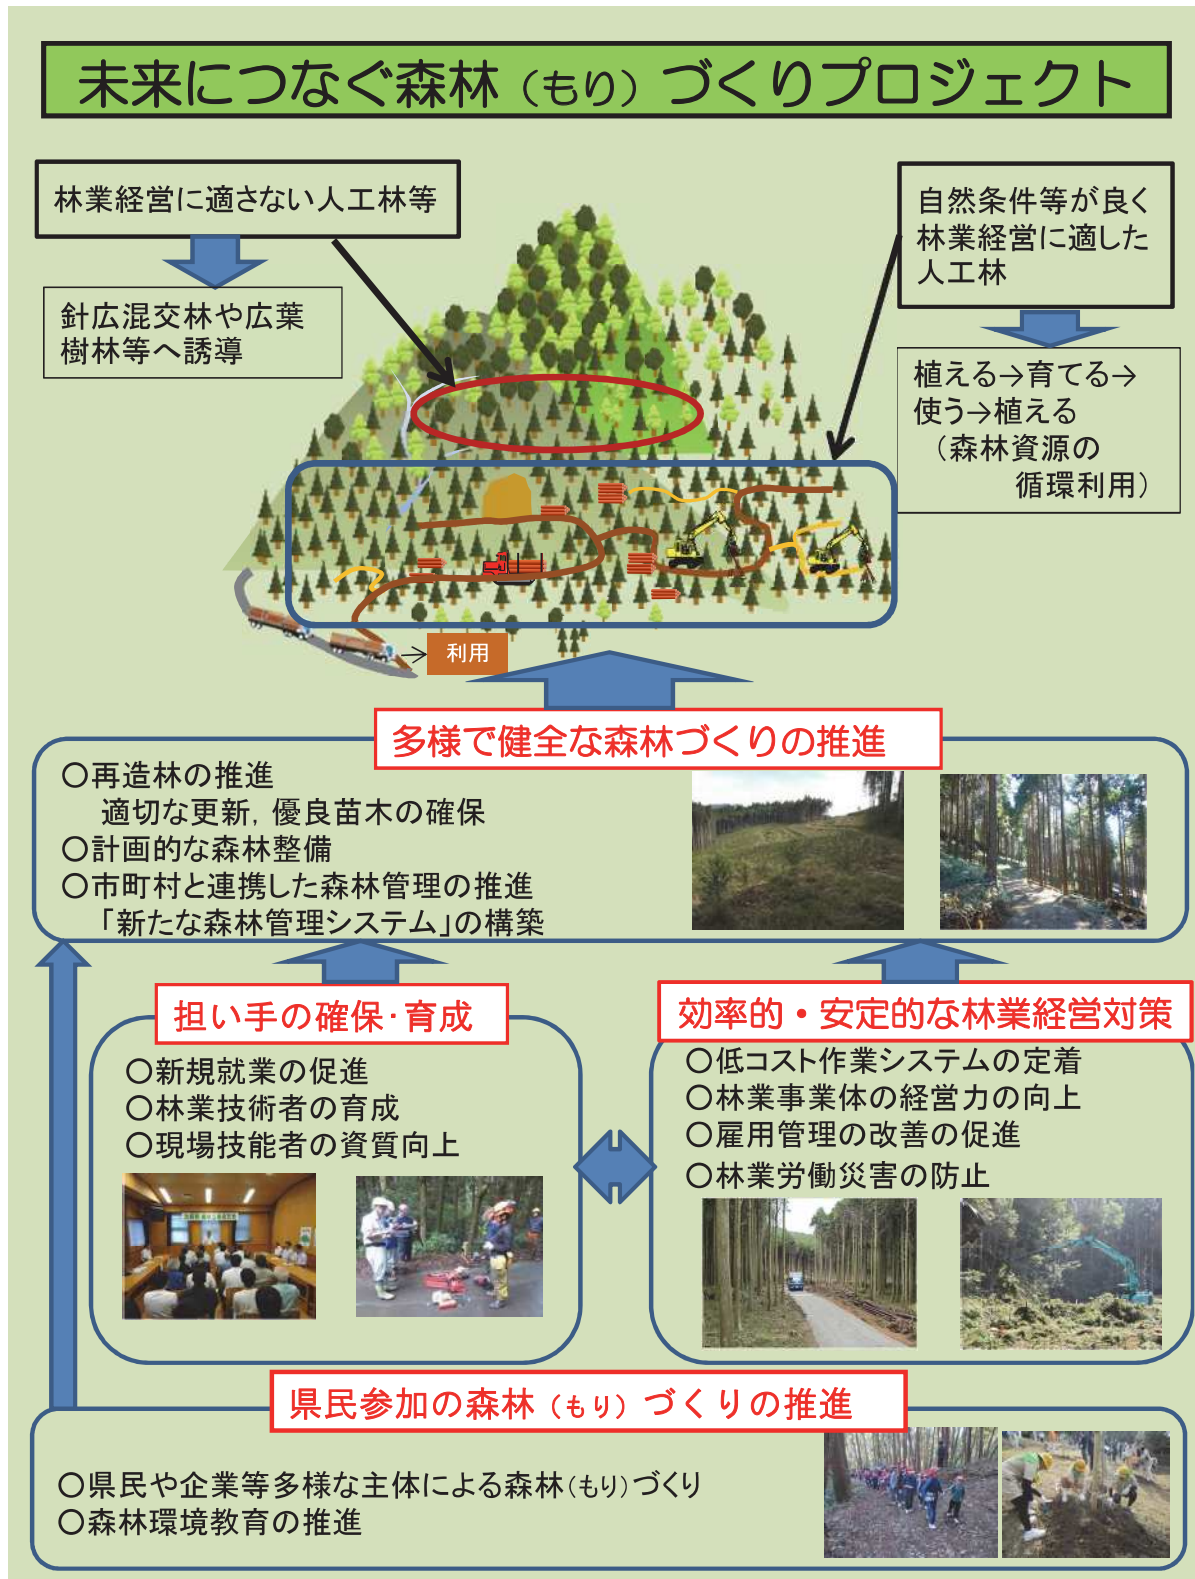 未来につなぐ森林（もり）づくりプロジェクト
林業経営に適さない人工林等
針広混交林や広葉
樹林等へ誘導
自然条件等が良く
林業経営に適した
人工林
植える→育てる→
使う→植える
（森林資源の
循環利用）
利用
多様で健全な森林づくりの推進
○再造林の推進
適切な更新，優良苗木の確保
○計画的な森林整備
○市町村と連携した森林管理の推進
「新たな森林管理システム」の構築
担い手の確保・育成
○新規就業の促進
○林業技術者の育成
○現場技能者の資質向上
効率的・安定的な林業経営対策
○低コスト作業システムの定着
○林業事業体の経営力の向上
○雇用管理の改善の促進
○林業労働災害の防止
県民参加の森林（もり）づくりの推進
○県民や企業等多様な主体による森林（もり）づくり
○森林環境教育の推進